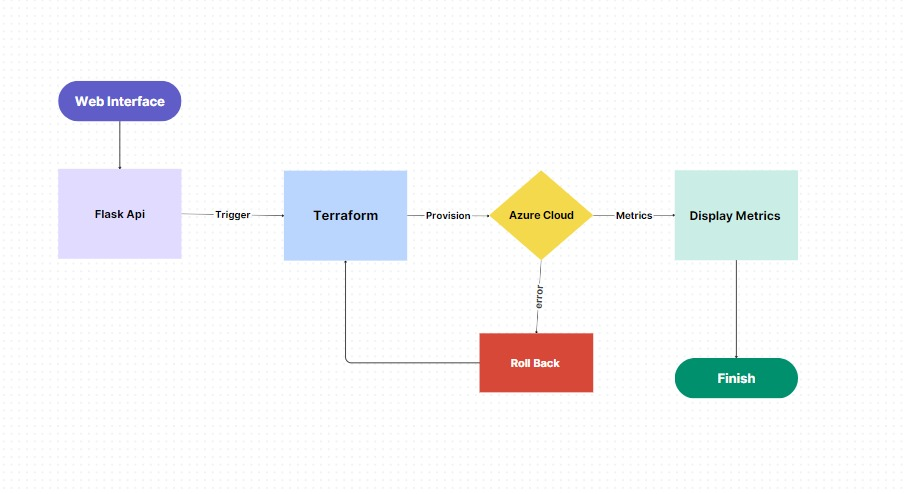 Web Interface
Flask Api
Trigger
Terraform
Provision
Azure Cloud
Metrics
Display Metrics
error
Roll Back
Finish